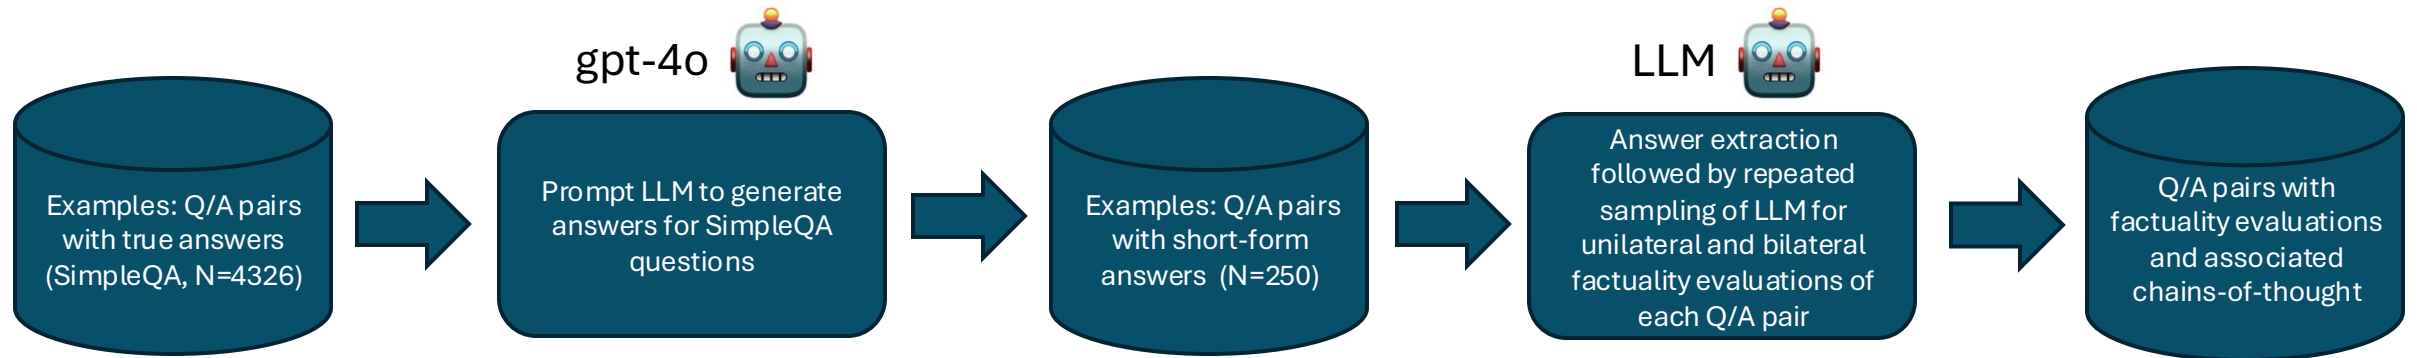 Examples: Q/A pairs
with true answers
(SimpleQA, N=4326)
gpt-4o
Prompt LLM to generate
answers for SimpleQA
questions
Examples: Q/A pairs
with short-form
answers (N=250)
LLM
Answer extraction
followed by repeated
sampling of LLM for
unilateral and bilateral
factuality evaluations of
each Q/A pair
Q/A pairs with
factuality evaluations
and associated
chains-of-thought